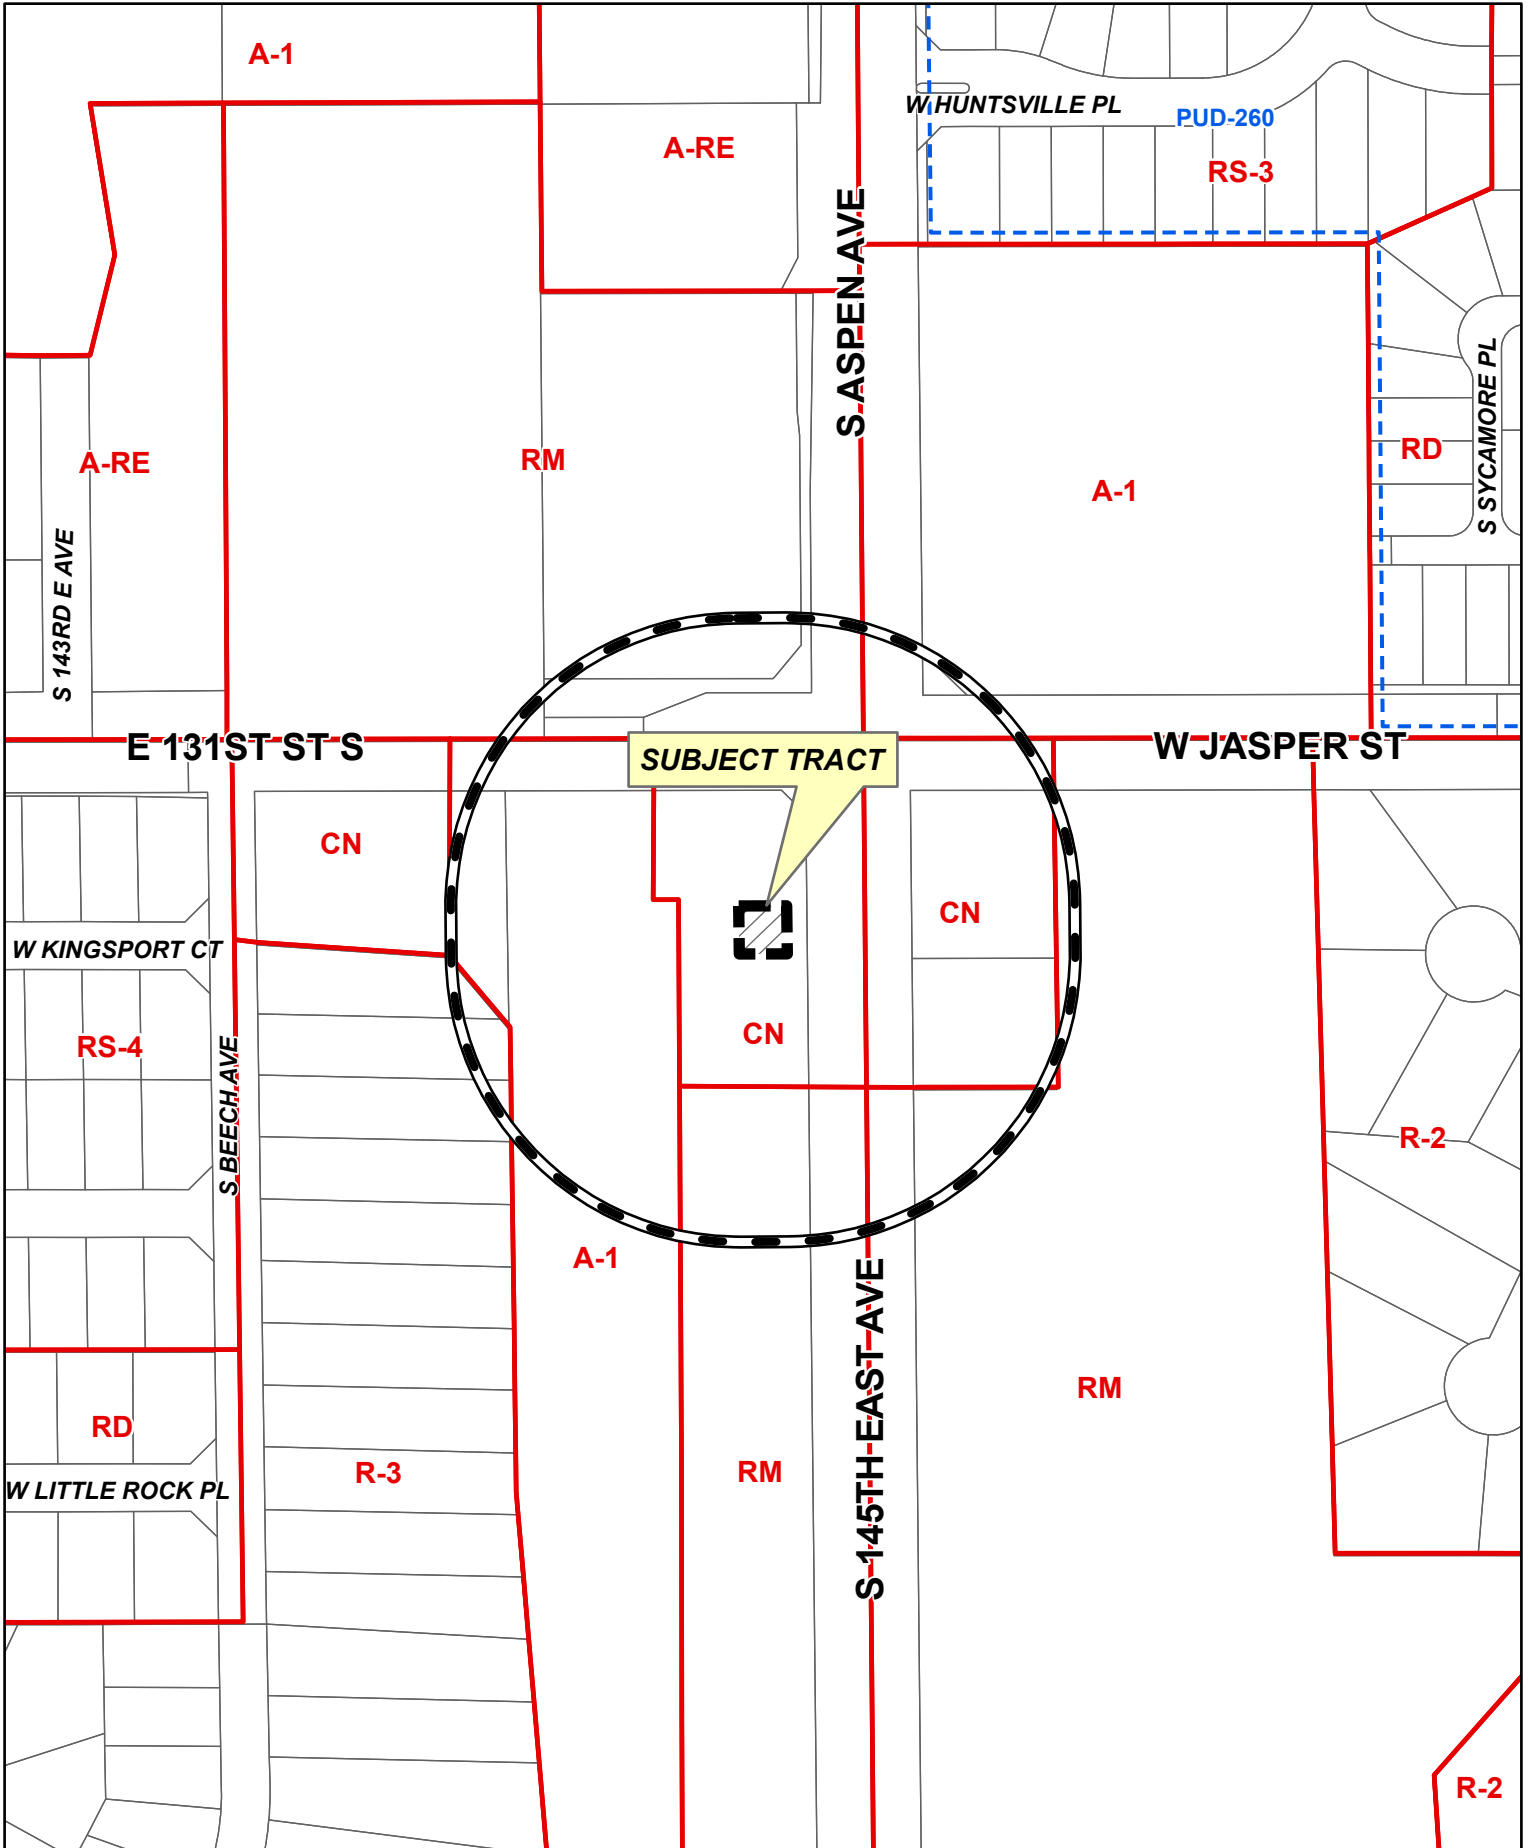 A-1
W HUNTSVILLE PL
PUD-260
A-RE
RS-3
S ASPEN AVE
A-RE
RM
A-1
RD
S SYCAMORE PL
S 143RD E AVE
E 131ST ST S
SUBJECT TRACT
W JASPER ST
CN
CN
W KINGSPORT CT
CN
RS-4
S BEECH AVE
R-2
A-1
S 145TH EAST AVE
RM
RD
R-3
RM
W LITTLE ROCK PL
R-2